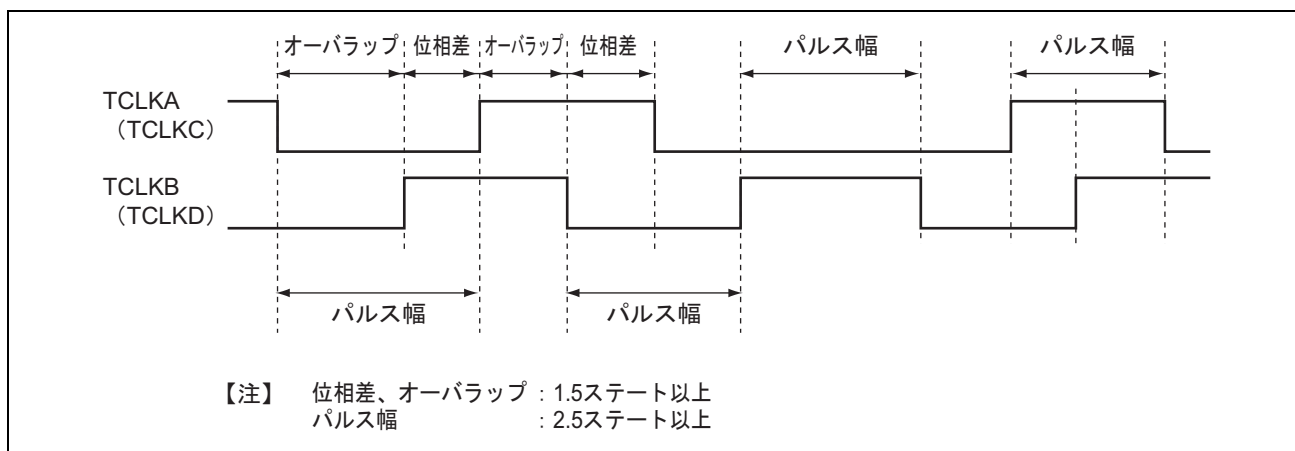 オーバラップ 位相差 オーバラップ 位相差 パルス幅 パルス幅
TCLKA
（TCLKC）
TCLKB
（TCLKD）
パルス幅 パルス幅
【注】 位相差、オーバラップ : 1.5ステート以上
パルス幅 : 2.5ステート以上